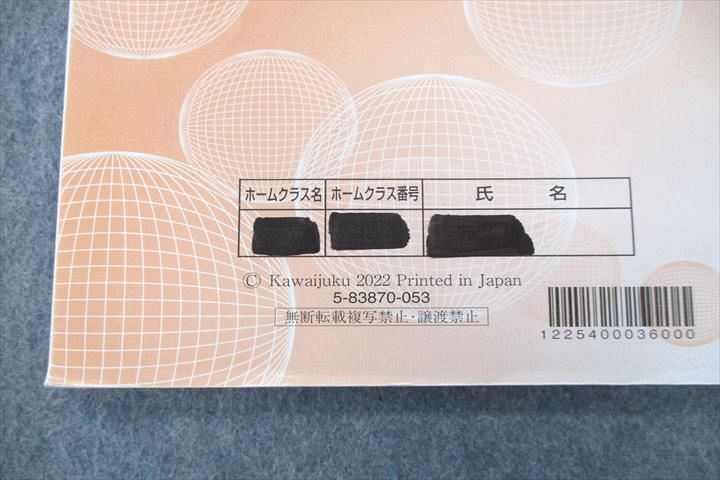 ホームクラス名 ホームクラス番号 氏 名
© Kawaijuku 2022 Printed in Japan
5-83870-053
無断転載複写禁止・譲渡禁止
1225400036000